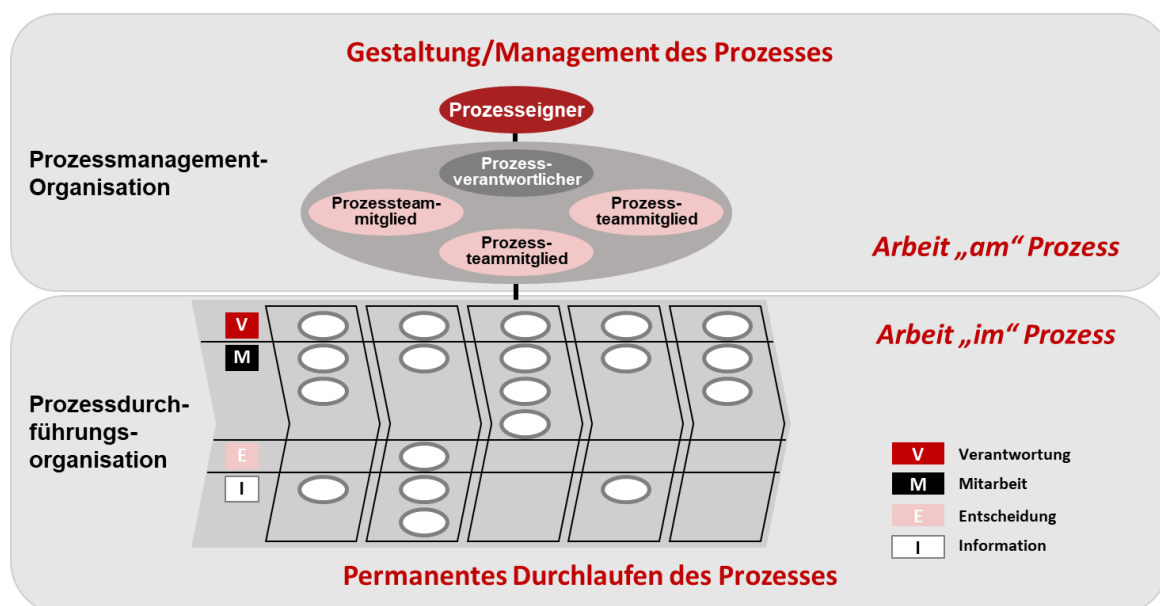 Gestaltung/Management des Prozesses
Prozesseigner
Prozessmanagement-
Organisation
Prozess-
verantwortlicher
Prozessteam-
mitglied
Prozess-
teammitglied
Prozess-
teammitglied
Arbeit „am“ Prozess
V
M
E
I
Arbeit „im“ Prozess
Prozessdurch-
führungs-
organisation
V Verantwortung
M Mitarbeit
E Entscheidung
I Information
Permanentes Durchlaufen des Prozesses